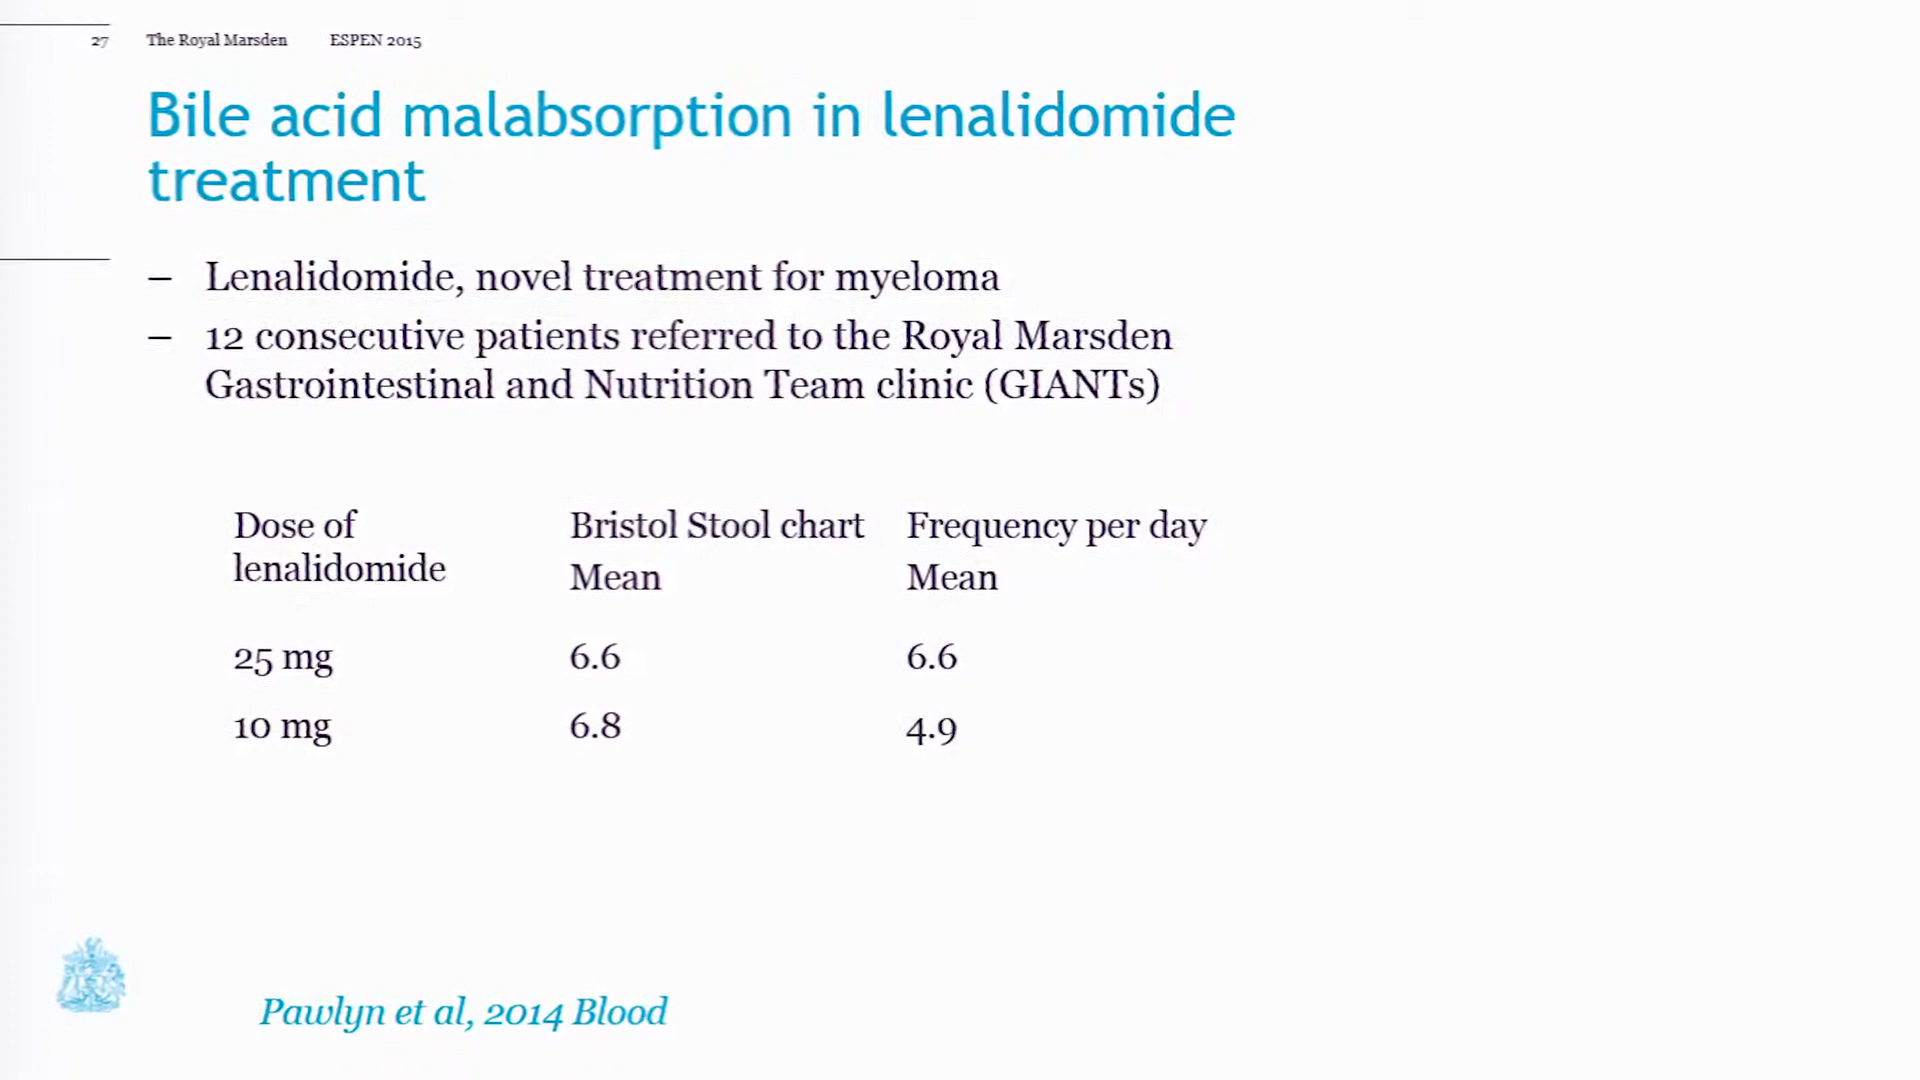 27 The Royal Marsden ESPEN 2015
Bile acid malabsorption in lenalidomide
treatment
– Lenalidomide, novel treatment for myeloma
– 12 consecutive patients referred to the Royal Marsden
Gastrointestinal and Nutrition Team clinic (GIANTs)
Dose of lenalidomide
Bristol Stool chart
Mean
Frequency per day
Mean
25 mg 6.6 6.6
10 mg 6.8 4.9
Pawlyn et al, 2014 Blood